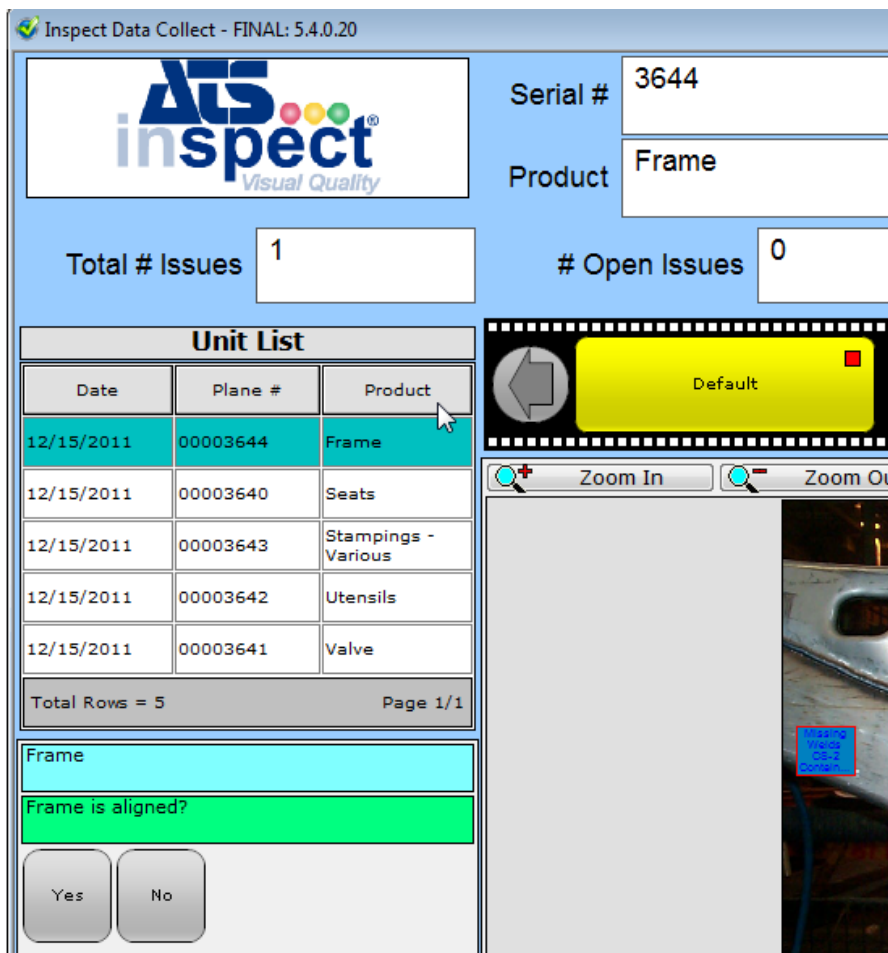 Inspect Data Collect - FINAL: 5.4.0.20
ATS
inspect®
Visual Quality
Serial # 3644
Product Frame
Total # Issues 1
# Open Issues 0
Unit List
Date Plane # Product
12/15/2011 00003644 Frame
12/15/2011 00003640 Seats
12/15/2011 00003643 Stampings -
Various
12/15/2011 00003642 Utensils
12/15/2011 00003641 Valve
Total Rows = 5 Page 1/1
Default
Zoom In Zoom Ou
Missing
Welds
CS-2
Contain...
Frame
Frame is aligned?
Yes No